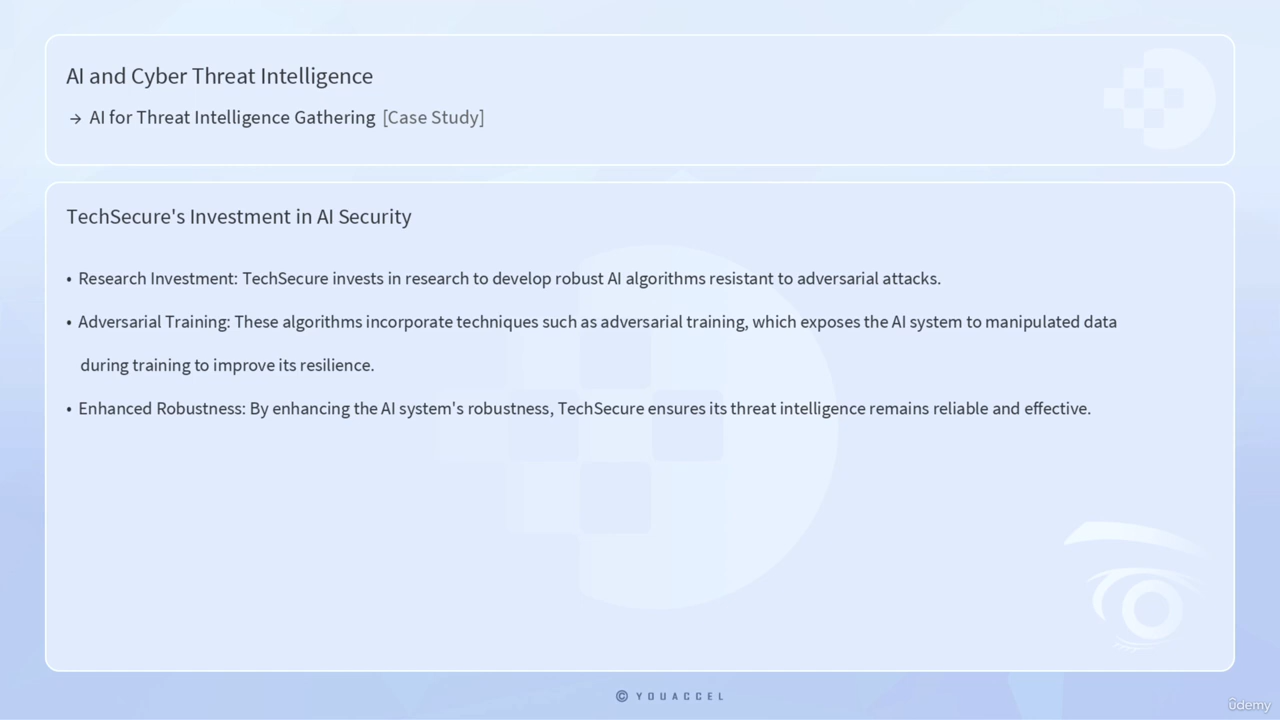 AI and Cyber Threat Intelligence
→ AI for Threat Intelligence Gathering [Case Study]
TechSecure's Investment in AI Security
• Research Investment: TechSecure invests in research to develop robust AI algorithms resistant to adversarial attacks.
• Adversarial Training: These algorithms incorporate techniques such as adversarial training, which exposes the AI system to manipulated data
during training to improve its resilience.
• Enhanced Robustness: By enhancing the AI system's robustness, TechSecure ensures its threat intelligence remains reliable and effective.
© YOUACCEL
ûdemy